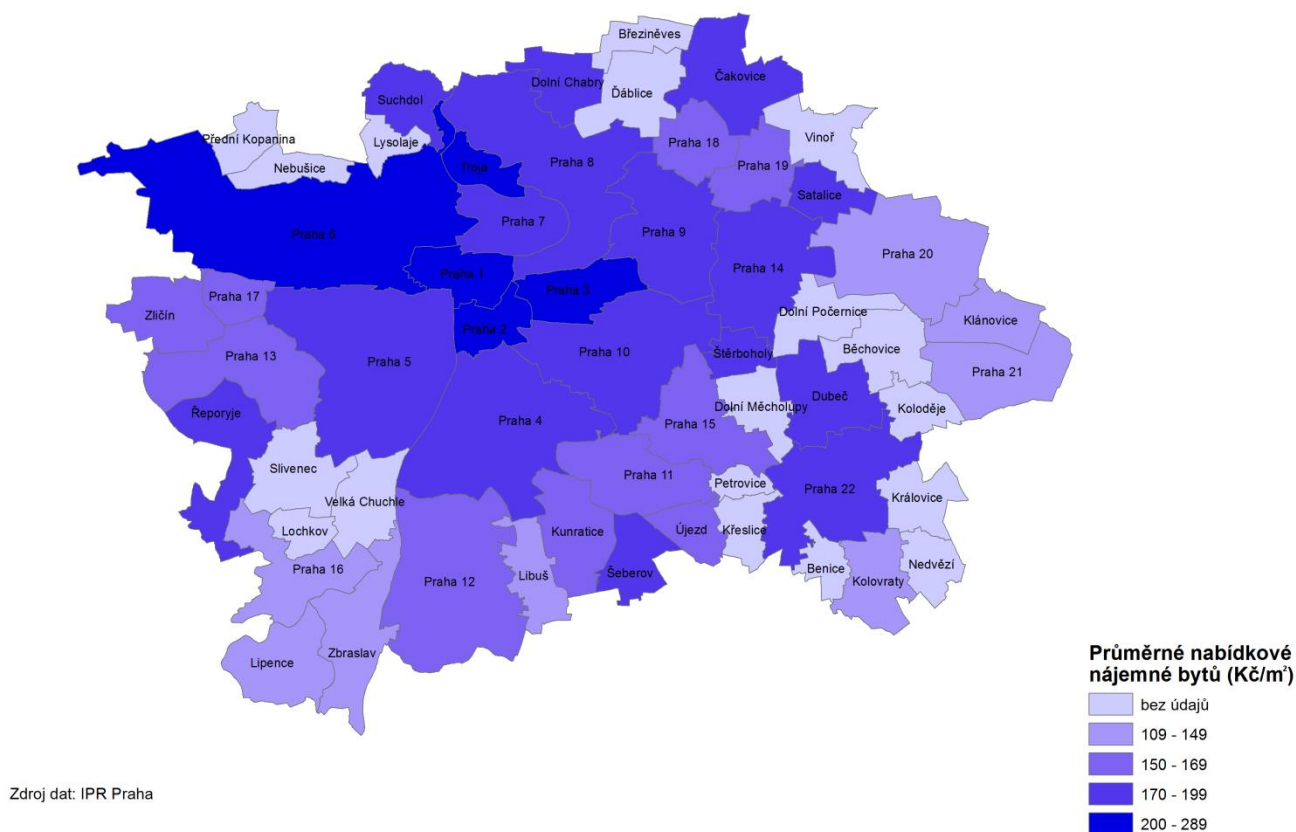 Březiněves
Dolní Chabry
Čakovice
Ďáblice
Suchdol
Přední Kopanina
Lysolaje
Praha 18
Vinoř
Nebušice
Troja
Praha 8
Praha 19
Satalice
Praha 6
Praha 7
Praha 9
Praha 20
Praha 14
Praha 1
Praha 3
Praha 17
Zličín
Dolní Počernice
Klánovice
Praha 2
Praha 13
Praha 5
Praha 10
Štěrboholy
Běchovice
Praha 21
Řeporyje
Praha 4
Dolní Měcholupy
Dubeč
Koloděje
Praha 15
Slivenec
Praha 11
Petrovice
Praha 22
Velká Chuchle
Královice
Lochkov
Kunratice
Újezd
Křeslice
Praha 16
Praha 12
Libuš
Šeberov
Benice
Nedvězí
Kolovraty
Lipence
Zbraslav
Průměrné nabídkové
nájemné bytů (Kč/m²)
bez údajů
109 - 149
150 - 169
170 - 199
200 - 289
Zdroj dat: IPR Praha